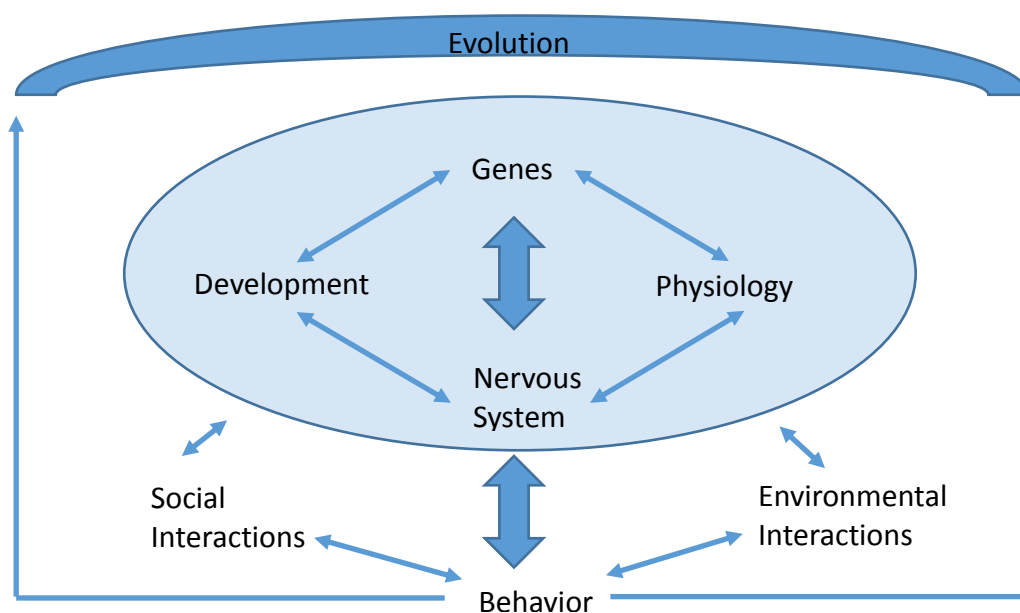 Evolution
Genes
Development
Physiology
Nervous
System
Social
Interactions
Environmental
Interactions
Behavior